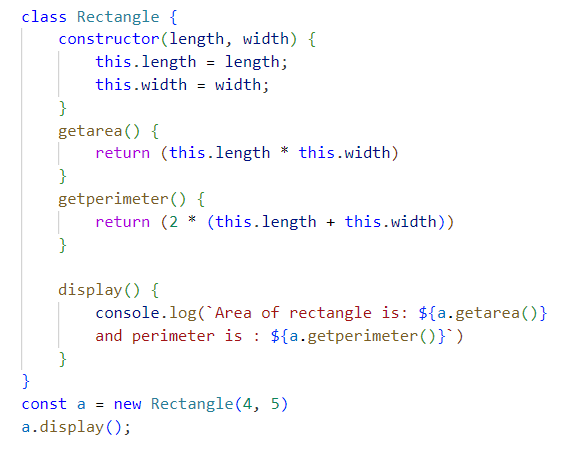 class Rectangle {
    constructor(length, width) {
        this.length = length;
        this.width = width;
    }
    getarea() {
        return (this.length * this.width)
    }
    getperimeter() {
        return (2 * (this.length + this.width))
    }

    display() {
        console.log(`Area of rectangle is: ${a.getarea()}
        and perimeter is : ${a.getperimeter()}`)
    }
}
const a = new Rectangle(4, 5)
a.display();